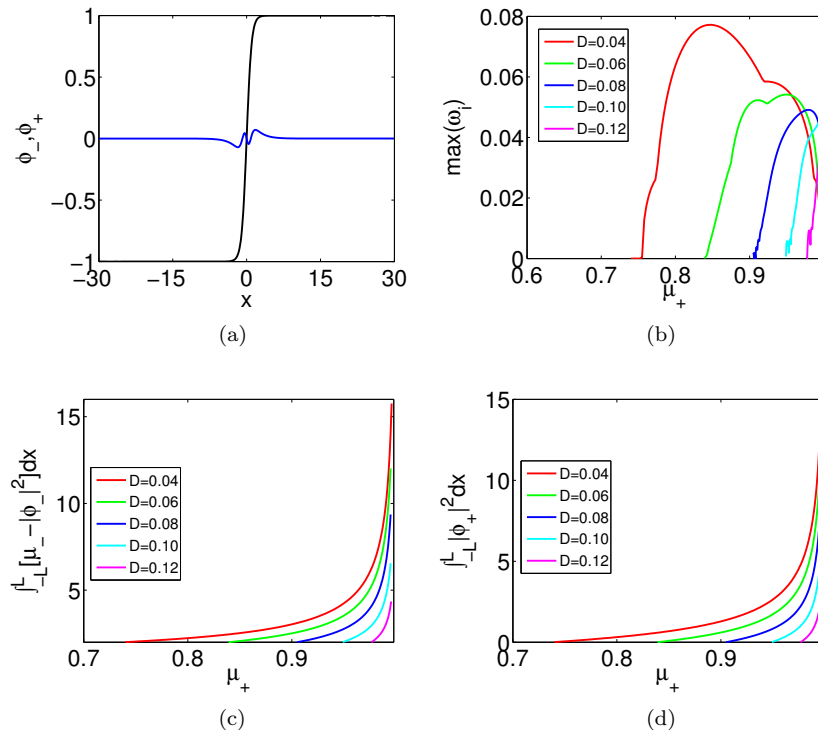 1
0.5
0
−0.5
−1
−30 −15 0 15 30
ϕ_−,ϕ_+
x
(a)
0.08
0.06
0.04
0.02
0
0.6 0.7 0.8 0.9
max(ω_i)
μ_+
D=0.04
D=0.06
D=0.08
D=0.10
D=0.12
(b)
15
10
5
0.7 0.8 0.9
∫_{−L}^{L}[μ_−−|ϕ_−|²]dx
μ_+
D=0.04
D=0.06
D=0.08
D=0.10
D=0.12
(c)
15
10
5
0
0.7 0.8 0.9
∫_{−L}^{L}|ϕ_+|²dx
μ_+
D=0.04
D=0.06
D=0.08
D=0.10
D=0.12
(d)